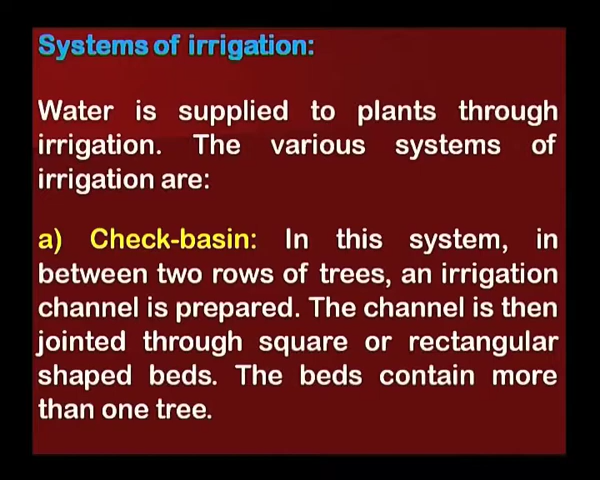 Systems of irrigation:
Water is supplied to plants through
irrigation. The various systems of
irrigation are:
a) Check-basin: In this system, in
between two rows of trees, an irrigation
channel is prepared. The channel is then
jointed through square or rectangular
shaped beds. The beds contain more
than one tree.